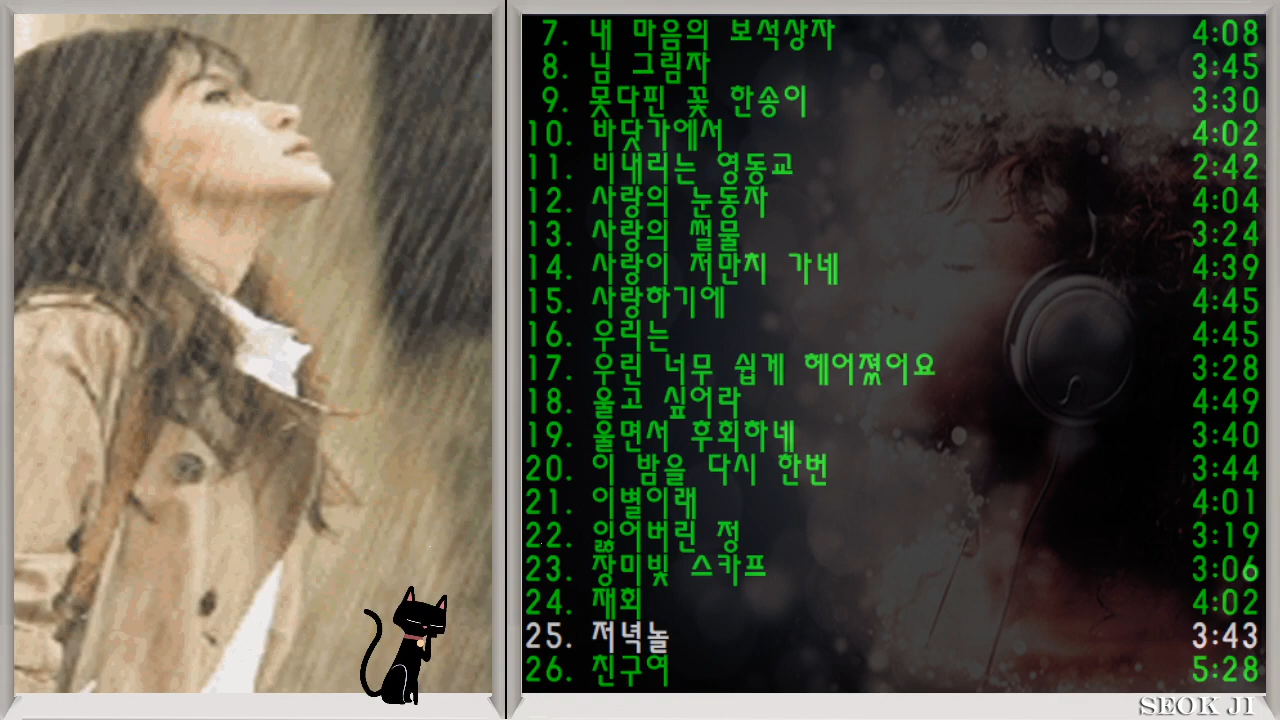 7. 내 마음의 보석상자 4:08
8. 님 그림자 3:45
9. 못다핀 꽃 한송이 3:30
10. 바닷가에서 4:02
11. 비내리는 영동교 2:42
12. 사랑의 눈동자 4:04
13. 사랑의 썰물 3:24
14. 사랑이 저만치 가네 4:39
15. 사랑하기에 4:45
16. 우리는 4:45
17. 우린 너무 쉽게 헤어졌어요 3:28
18. 울고 싶어라 4:49
19. 울면서 후회하네 3:40
20. 이 밤을 다시 한번 3:44
21. 이별이래 4:01
22. 잃어버린 정 3:19
23. 장미빛 스카프 3:06
24. 재회 4:02
25. 저녁놀 3:43
26. 친구여 5:28
SEOK JI